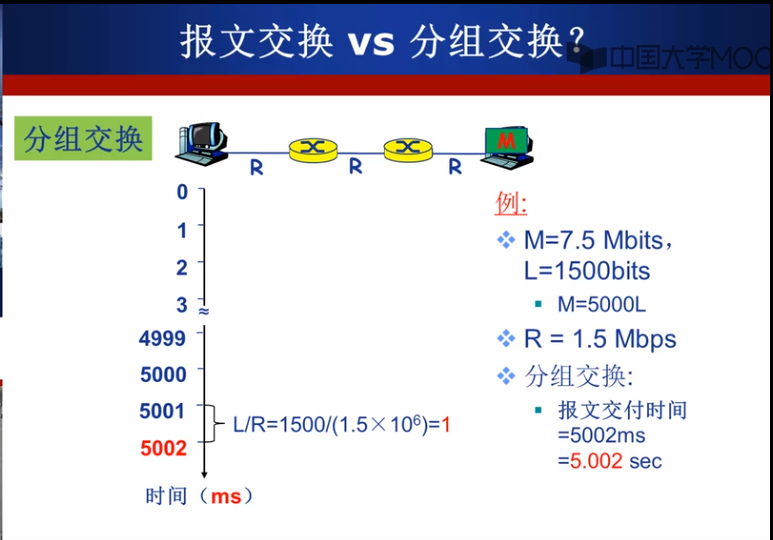 报文交换 vs 分组交换？
中国大学MOO
分组交换
M
R R R
0
1
2
3
≈
4999
5000
5001
5002
L/R=1500/(1.5×10⁶)=1
时间（ms）
例:
M=7.5 Mbits，
L=1500bits
M=5000L
R = 1.5 Mbps
分组交换:
报文交付时间
=5002ms
=5.002 sec